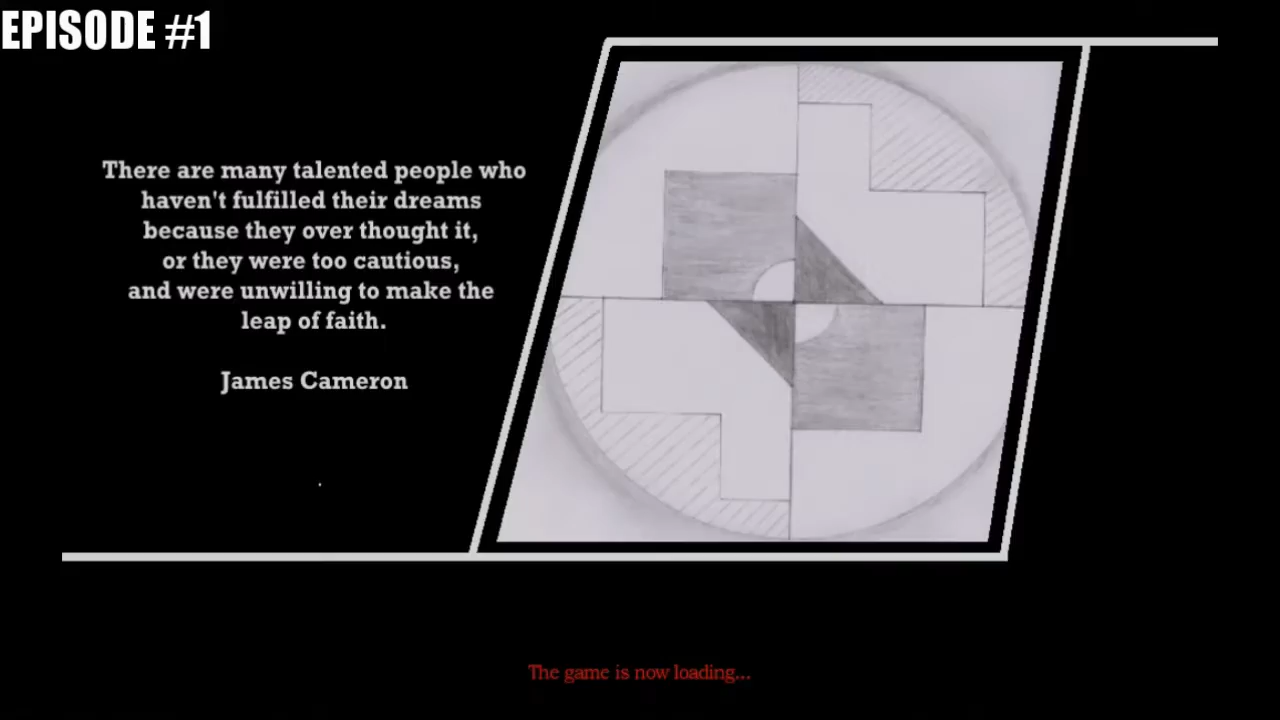 EPISODE #1
There are many talented people who
haven't fulfilled their dreams
because they over thought it,
or they were too cautious,
and were unwilling to make the
leap of faith.
James Cameron
The game is now loading...